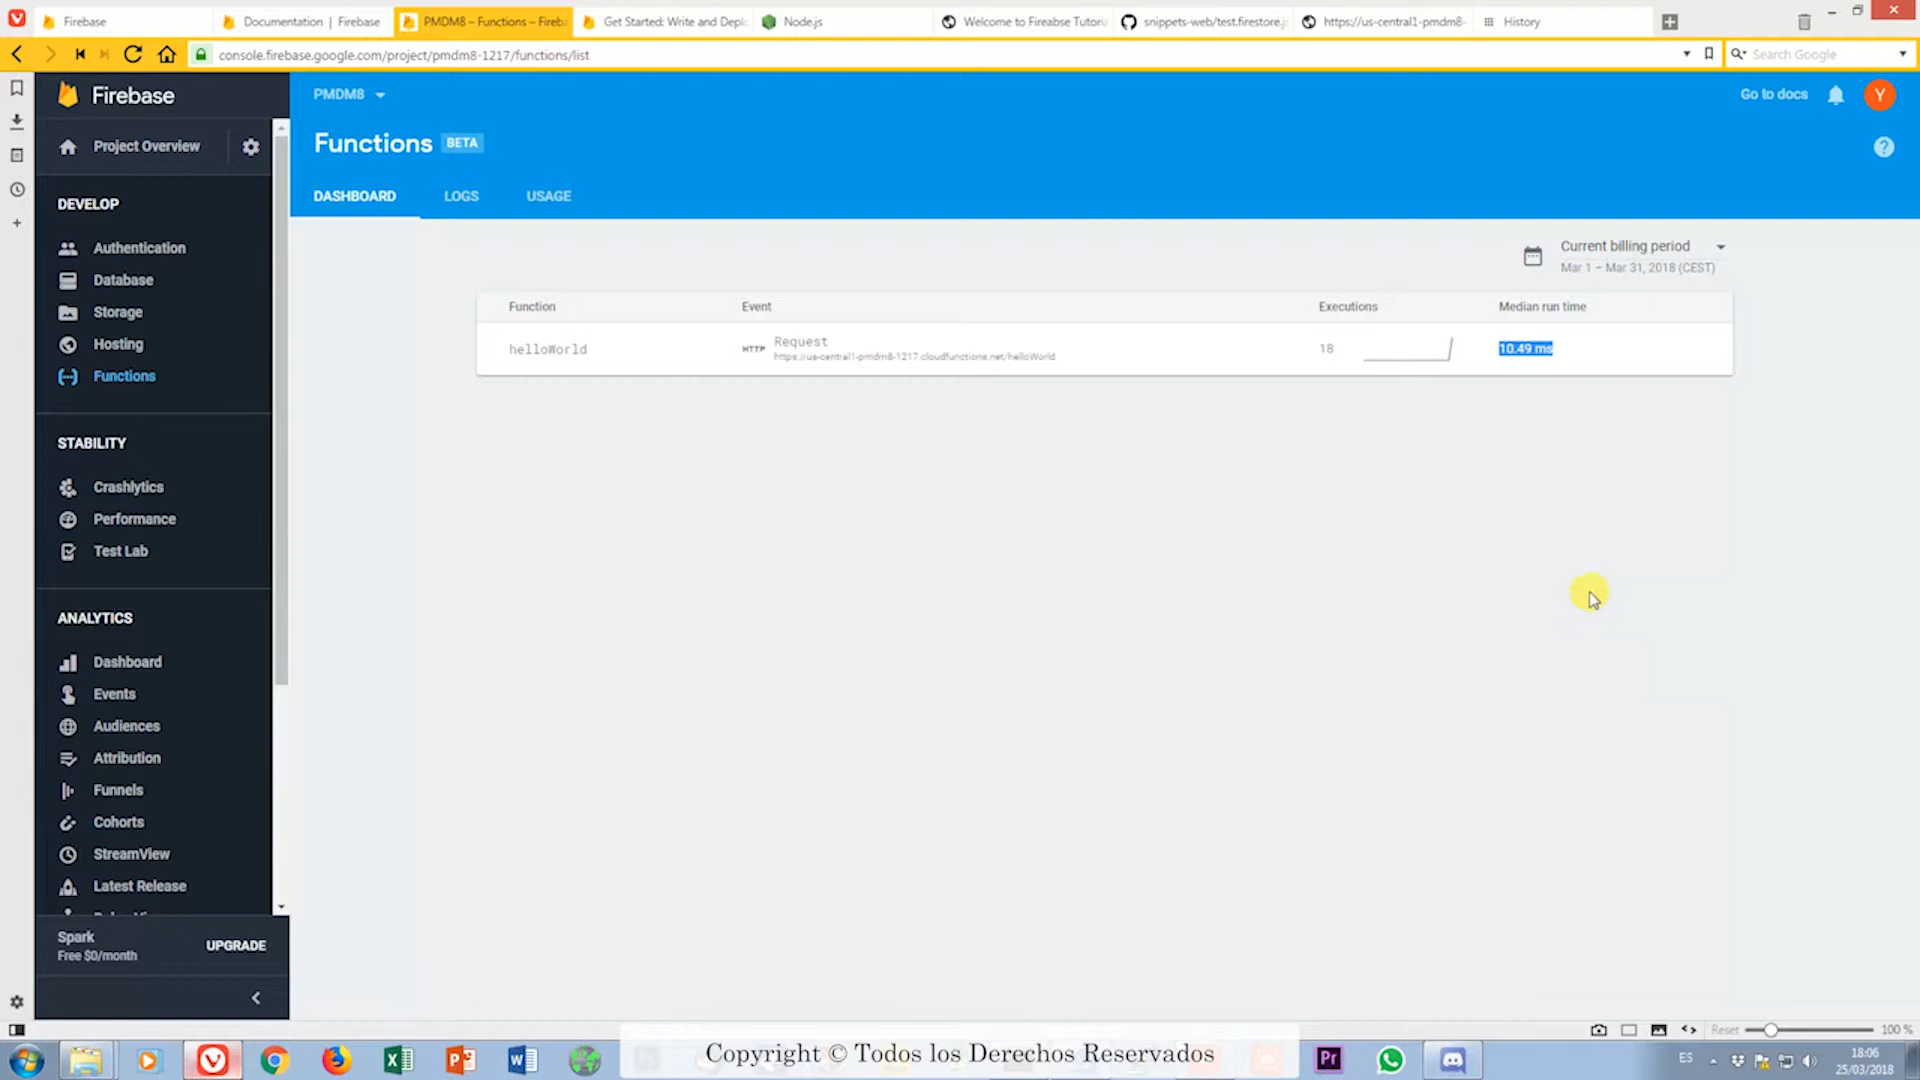 Firebase
Documentation | Firebase
PMDM8 – Functions – Fireba
Get Started: Write and Deplo
Node.js
Welcome to Fireabse Tutoria
snippets-web/test.firestore.js
https://us-central1-pmdm8-
History
console.firebase.google.com/project/pmdm8-1217/functions/list
Search Google
Firebase
PMDM8
Go to docs
Y
Project Overview
Functions BETA
?
DASHBOARD LOGS USAGE
DEVELOP
Authentication
Database
Storage
Hosting
Functions
Current billing period
Mar 1 – Mar 31, 2018 (CEST)
Function Event Executions Median run time
helloWorld HTTP Request 18 10.49 ms
https://us-central1-pmdm8-1217.cloudfunctions.net/helloWorld
STABILITY
Crashlytics
Performance
Test Lab
ANALYTICS
Dashboard
Events
Audiences
Attribution
Funnels
Cohorts
StreamView
Latest Release
Spark
Free $0/month
UPGRADE
Reset 100 %
Copyright © Todos los Derechos Reservados
Pr
ES
18:06
25/03/2018